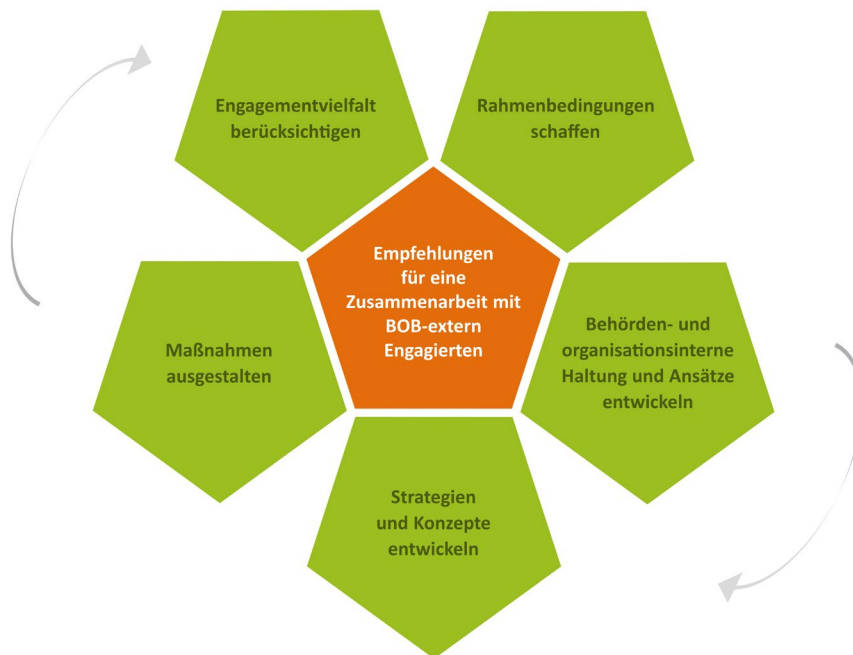 Engagementvielfalt
berücksichtigen
Rahmenbedingungen
schaffen
Empfehlungen
für eine
Zusammenarbeit mit
BOB-extern
Engagierten
Maßnahmen
ausgestalten
Behörden- und
organisationsinterne
Haltung und Ansätze
entwickeln
Strategien
und Konzepte
entwickeln